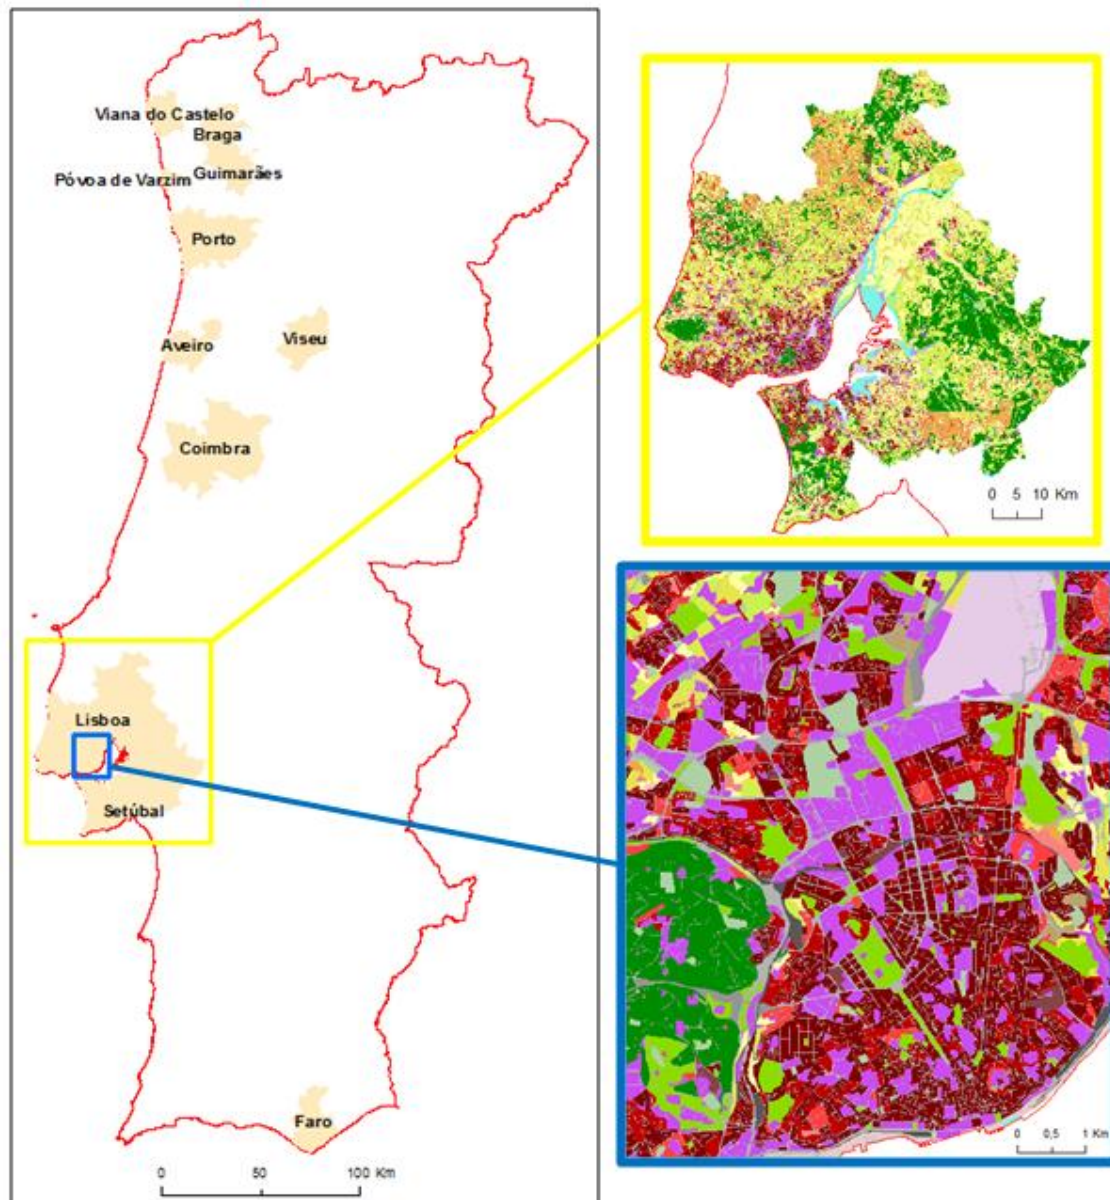 Viana do Castelo
Braga
Póvoa de Varzim
Guimarães
Porto
Aveiro
Viseu
Coimbra
Lisboa
Setúbal
Faro
0 50 100 Km
0 5 10 Km
0 0,5 1 Km